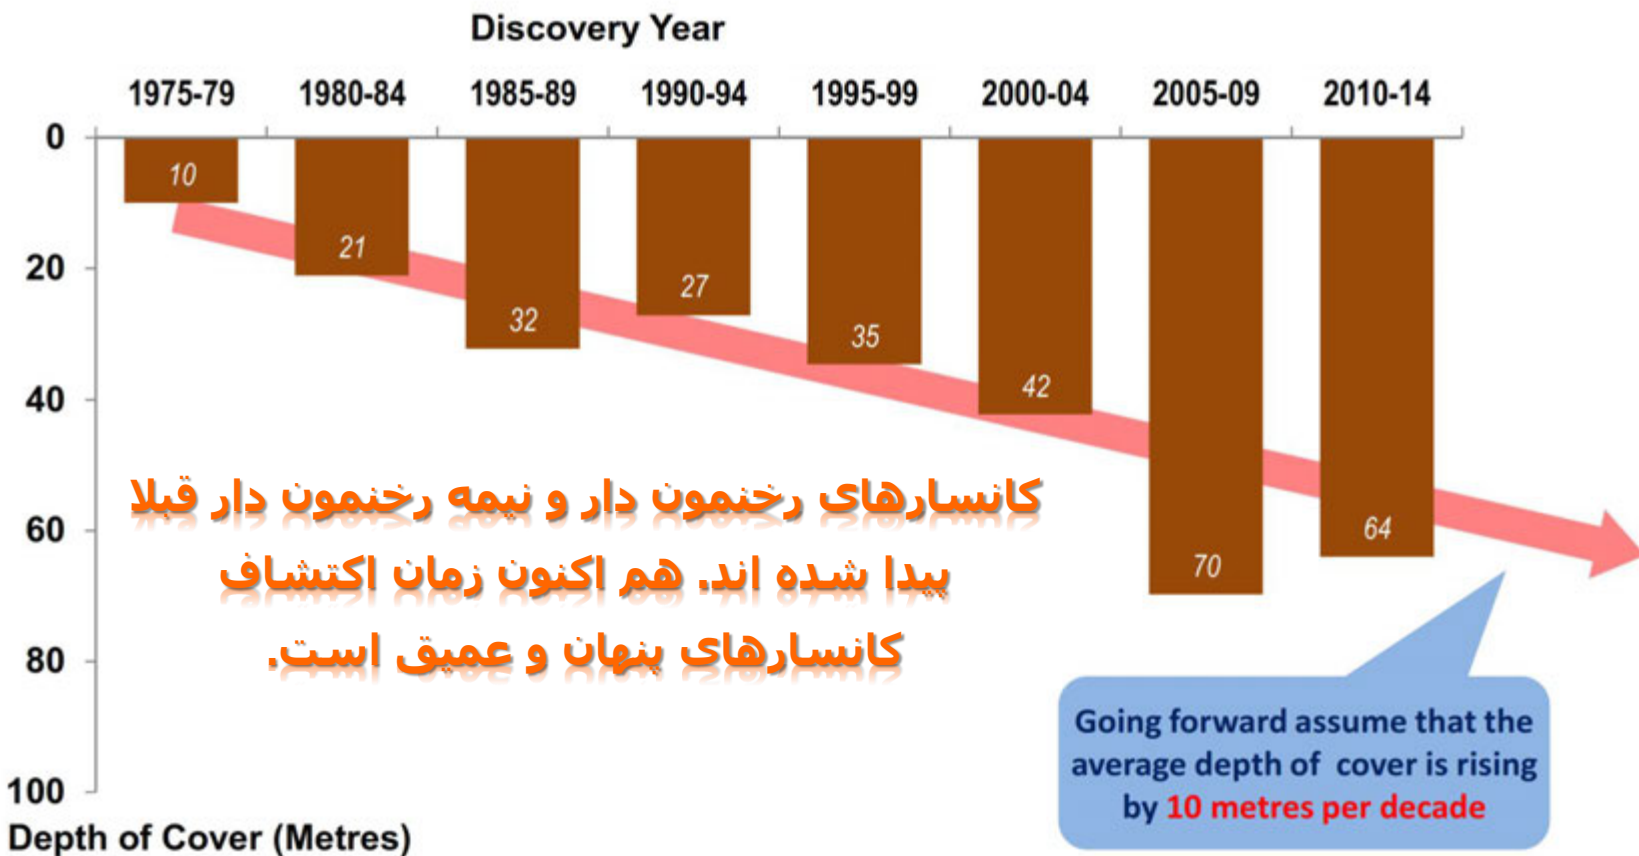 Discovery Year
1975-79 1980-84 1985-89 1990-94 1995-99 2000-04 2005-09 2010-14
0
10
21
20
27
32
35
40
42
کانسارهای رخنمون دار و نیمه رخنمون دار قبلا
پیدا شده اند. هم اکنون زمان اکتشاف
کانسارهای پنهان و عمیق است.
60
64
70
80
Going forward assume that the
average depth of cover is rising
by 10 metres per decade
100
Depth of Cover (Metres)